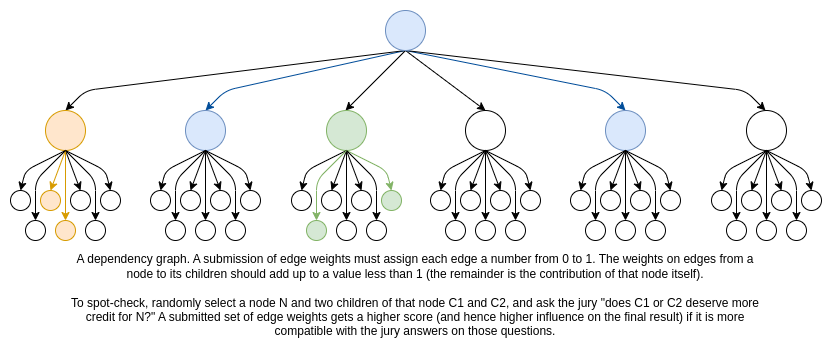 A dependency graph. A submission of edge weights must assign each edge a number from 0 to 1. The weights on edges from a
node to its children should add up to a value less than 1 (the remainder is the contribution of that node itself).
To spot-check, randomly select a node N and two children of that node C1 and C2, and ask the jury "does C1 or C2 deserve more
credit for N?" A submitted set of edge weights gets a higher score (and hence higher influence on the final result) if it is more
compatible with the jury answers on those questions.